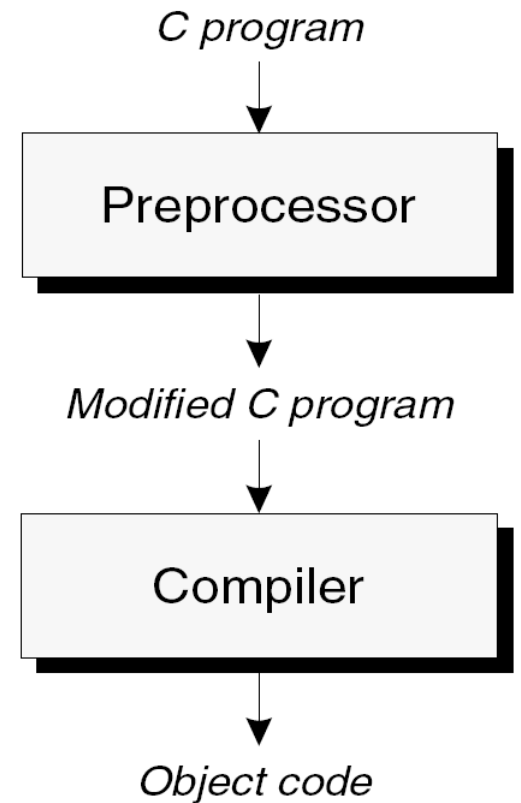 C program
Preprocessor
Modified C program
Compiler
Object code